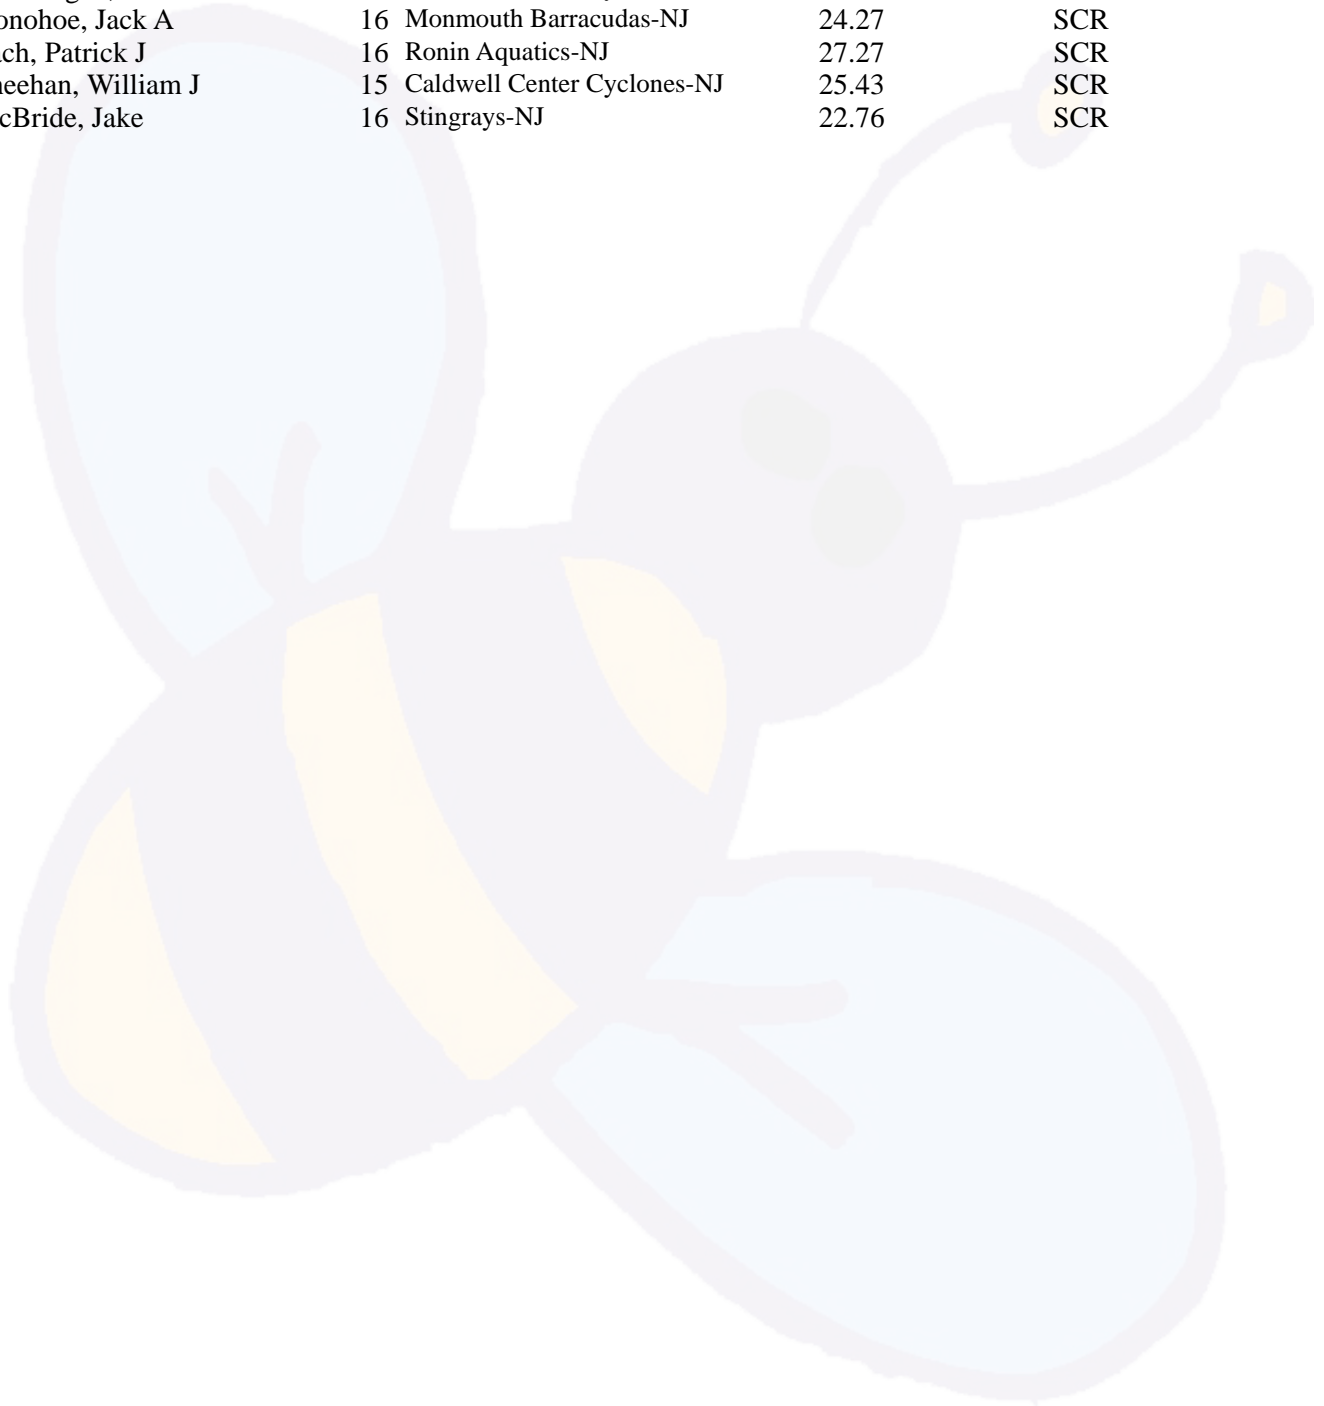 onohoe, Jack A 16 Monmouth Barracudas-NJ 24.27 SCR
ach, Patrick J 16 Ronin Aquatics-NJ 27.27 SCR
heehan, William J 15 Caldwell Center Cyclones-NJ 25.43 SCR
cBride, Jake 16 Stingrays-NJ 22.76 SCR